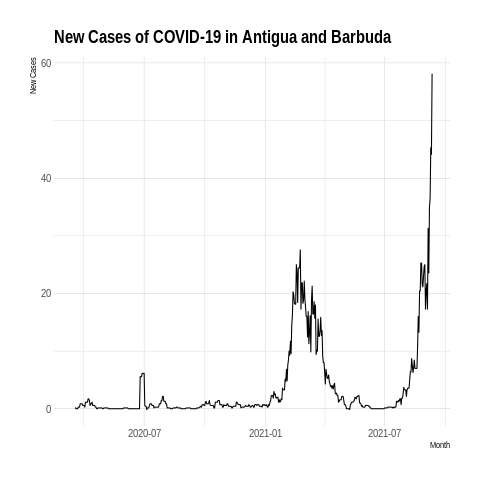 New Cases of COVID-19 in Antigua and Barbuda
New Cases
60
40
20
0
2020-07
2021-01
2021-07
Month